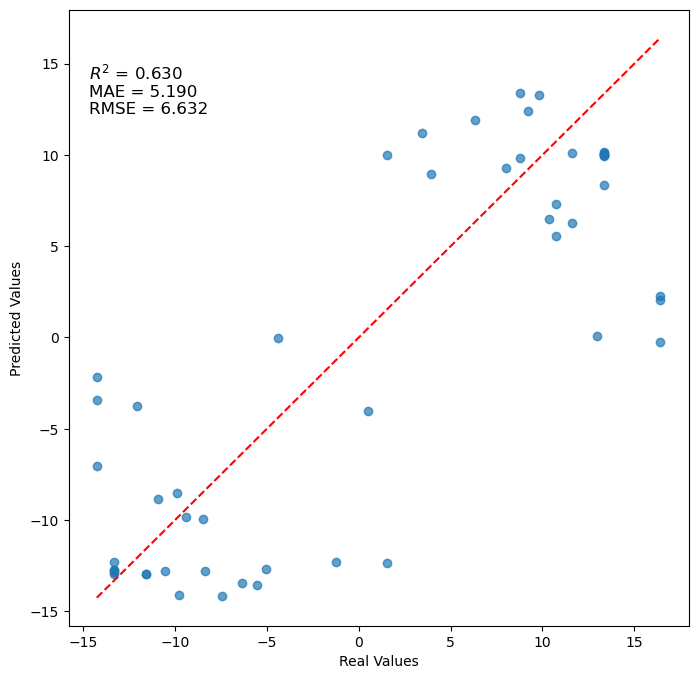 R² = 0.630
MAE = 5.190
RMSE = 6.632
15
10
5
0
−5
−10
−15
Predicted Values
−15 −10 −5 0 5 10 15
Real Values